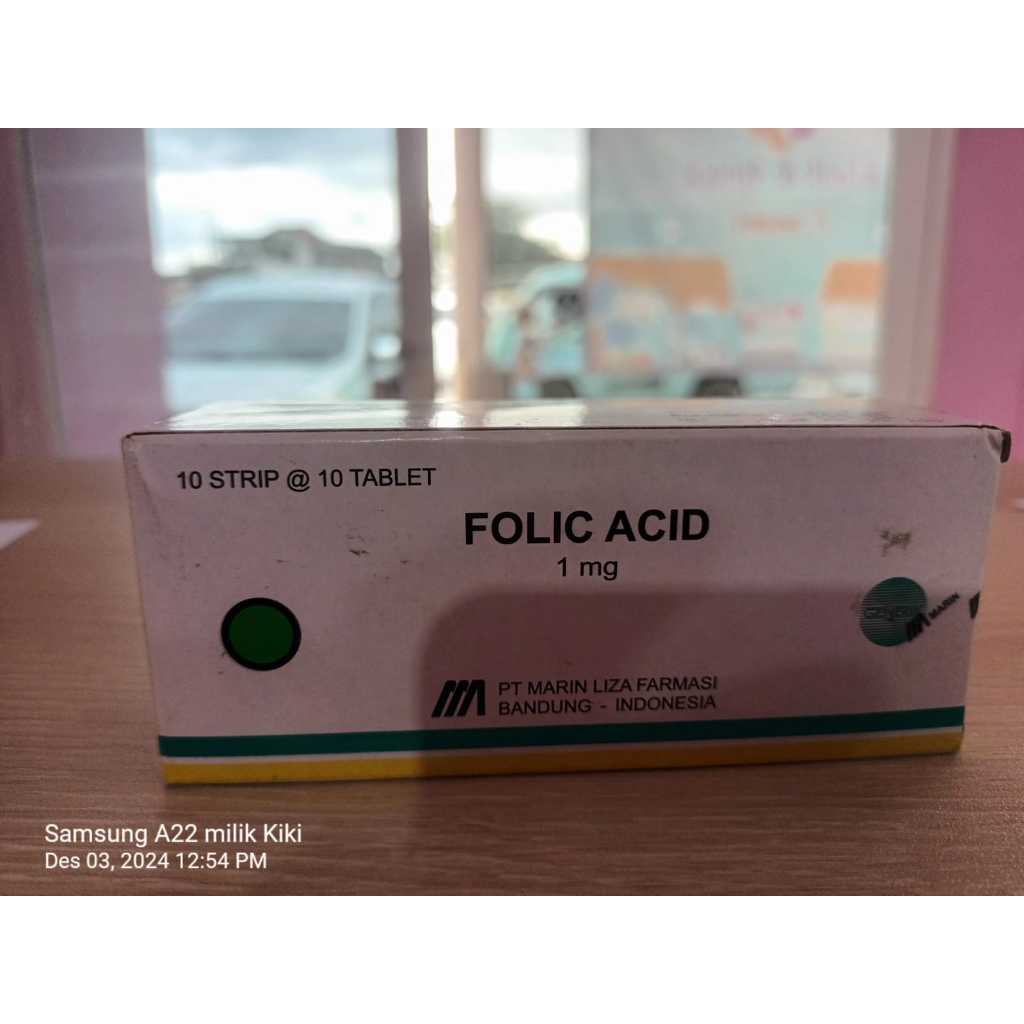 10 STRIP @ 10 TABLET
FOLIC ACID
1 mg
PT MARIN LIZA FARMASI
BANDUNG - INDONESIA
MARIN
Samsung A22 milik Kiki
Des 03, 2024 12:54 PM